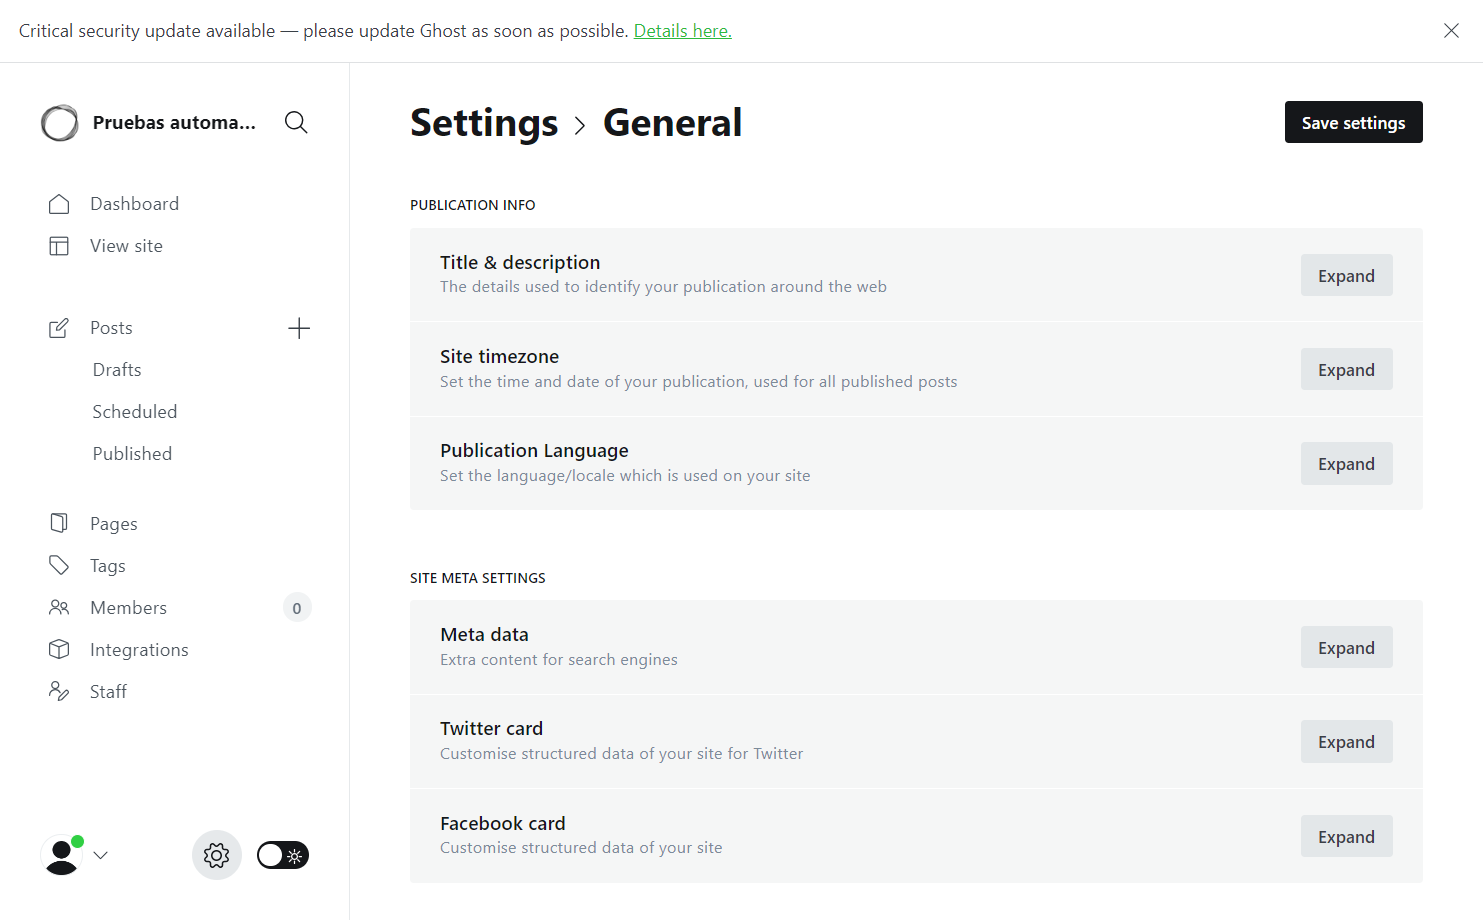 Critical security update available — please update Ghost as soon as possible. Details here.
Pruebas automa...
Dashboard
View site
Posts
Drafts
Scheduled
Published
Pages
Tags
Members 0
Integrations
Staff
Settings > General
Save settings
PUBLICATION INFO
Title & description
The details used to identify your publication around the web
Expand
Site timezone
Set the time and date of your publication, used for all published posts
Expand
Publication Language
Set the language/locale which is used on your site
Expand
SITE META SETTINGS
Meta data
Extra content for search engines
Expand
Twitter card
Customise structured data of your site for Twitter
Expand
Facebook card
Customise structured data of your site
Expand